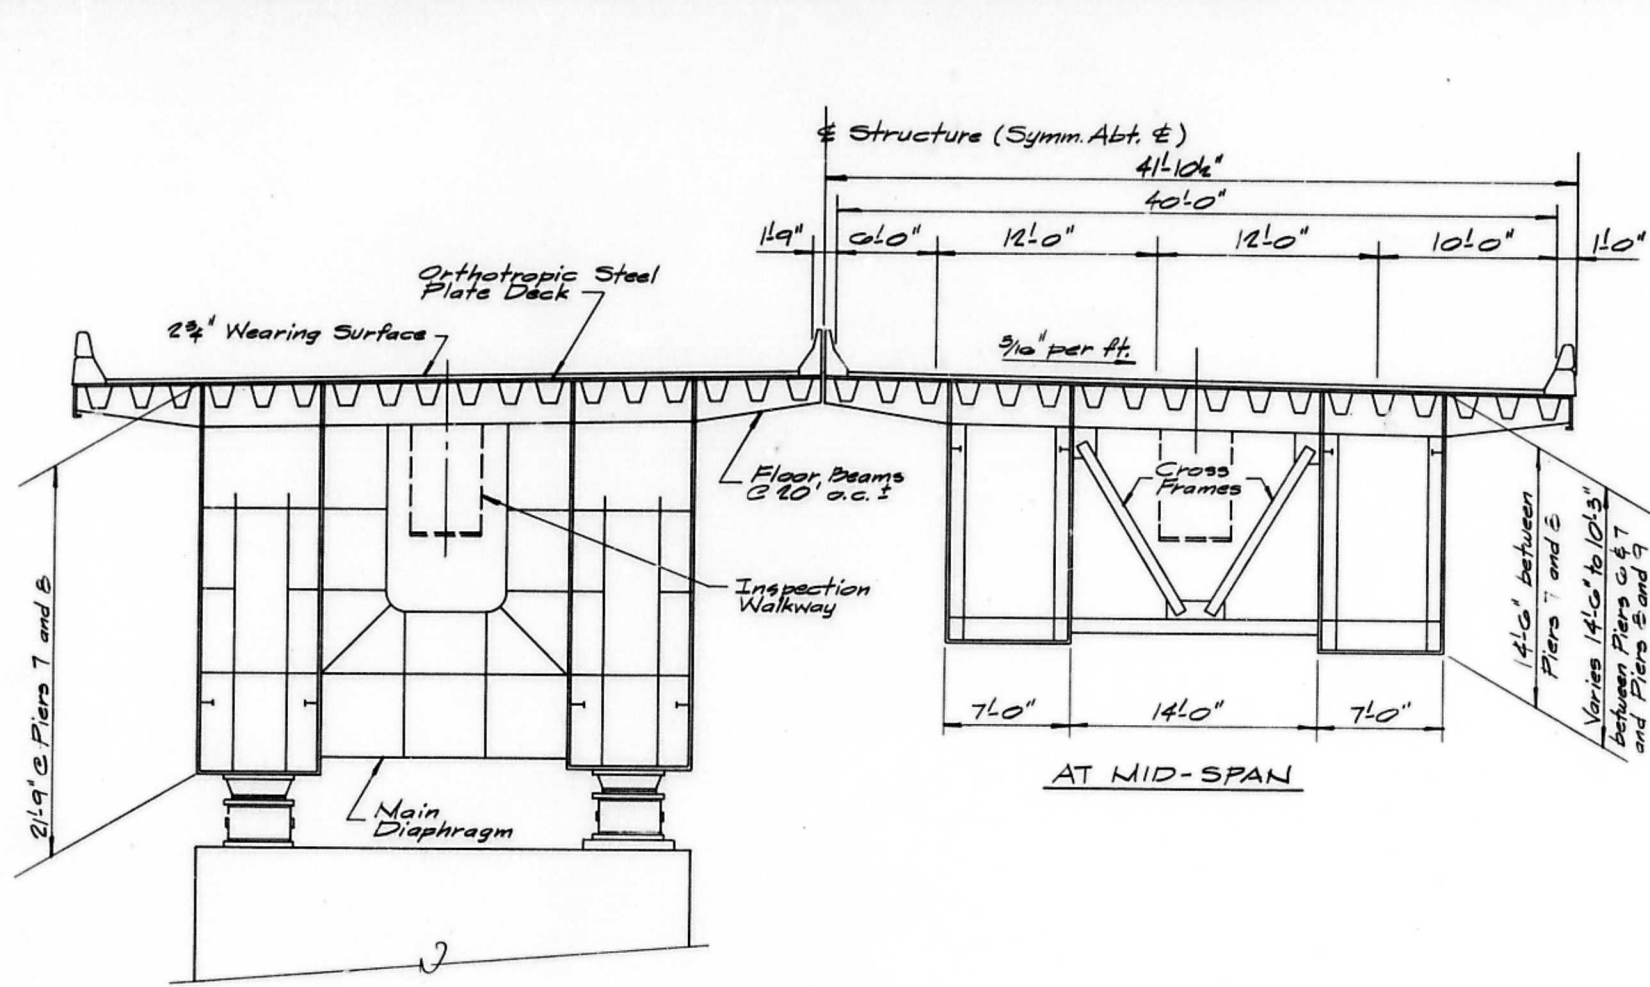 ℄ Structure (Symm. Abt. ℄)
41'-10½"
40'-0"
1'-9"
6'-0"
12'-0"
12'-0"
10'-0"
1'-0"
Orthotropic Steel
Plate Deck
2¾" Wearing Surface
3/16" per ft.
Floor Beams
@ 20' o.c. ±
Cross
Frames
Inspection
Walkway
21'-9" @ Piers 7 and 8
14'-6" between
Piers 7 and 8
Varies 14'-6" to 10'-3"
between Piers 6 & 7
and Piers 8 and 9
7'-0"
14'-0"
7'-0"
AT MID-SPAN
Main
Diaphragm